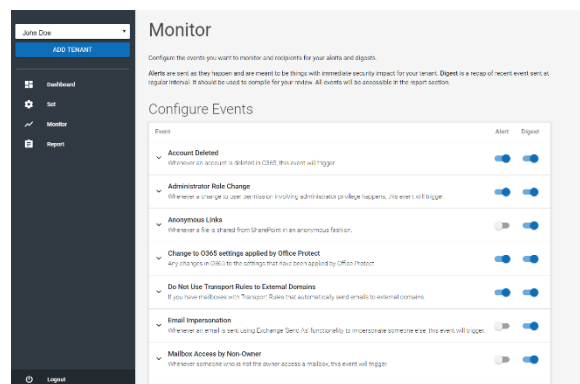 John Doe
ADD TENANT
Dashboard
Set
Monitor
Report
Logout
Monitor
Configure the events you want to monitor and recipients for your alerts and digests.
Alerts are sent as they happen and are meant to be things with immediate security impact for your tenant. Digest is a recap of recent event sent at
regular interval. It should be used to compile for your review. All events will be accessible in the report section.
Configure Events
Event Alert Digest
Account Deleted
Whenever an account is deleted in O365, this event will trigger
Administrator Role Change
Whenever a change to user permission involving administrator privilege happens, this event will trigger.
Anonymous Links
Whenever a file is shared from SharePoint in an anonymous fashion.
Change to O365 settings applied by Office Protect
Any changes in O365 to the settings that have been applied by Office Protect.
Do Not Use Transport Rules to External Domains
If you have mailboxes with Transport Rules that automatically send emails to external domains
Email Impersonation
Whenever an email is sent using Exchange 'Send As' functionality to impersonate someone else, this event will trigger.
Mailbox Access by Non-Owner
Whenever someone who is not the owner access a mailbox, this event will trigger.